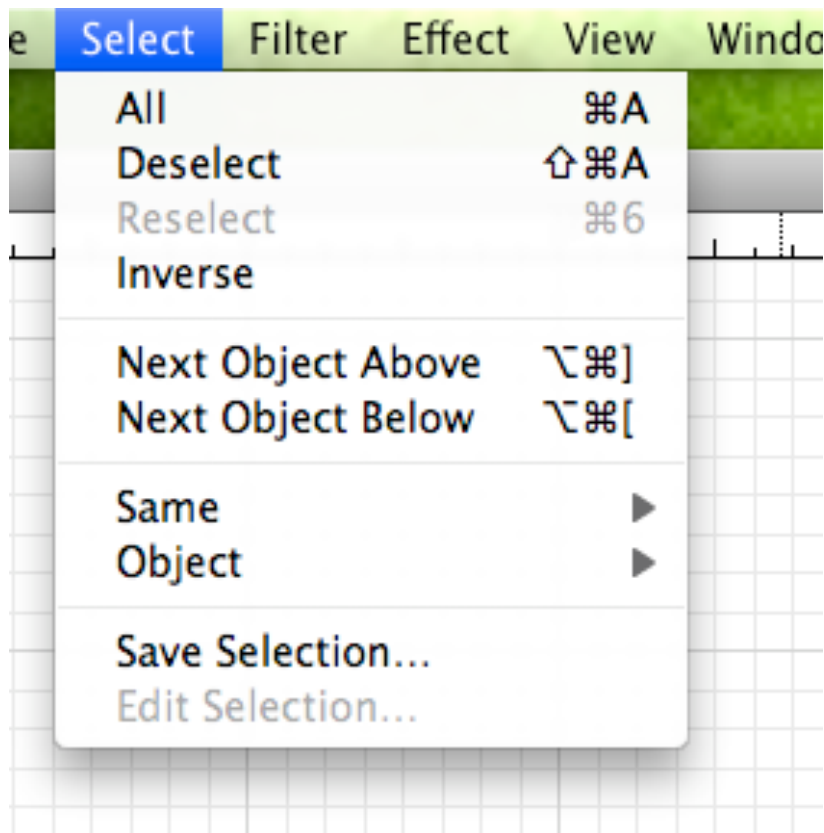 e Select Filter Effect View Windo
All ⌘A
Deselect ⇧⌘A
Reselect ⌘6
Inverse
Next Object Above ⌥⌘]
Next Object Below ⌥⌘[
Same ▶
Object ▶
Save Selection...
Edit Selection...